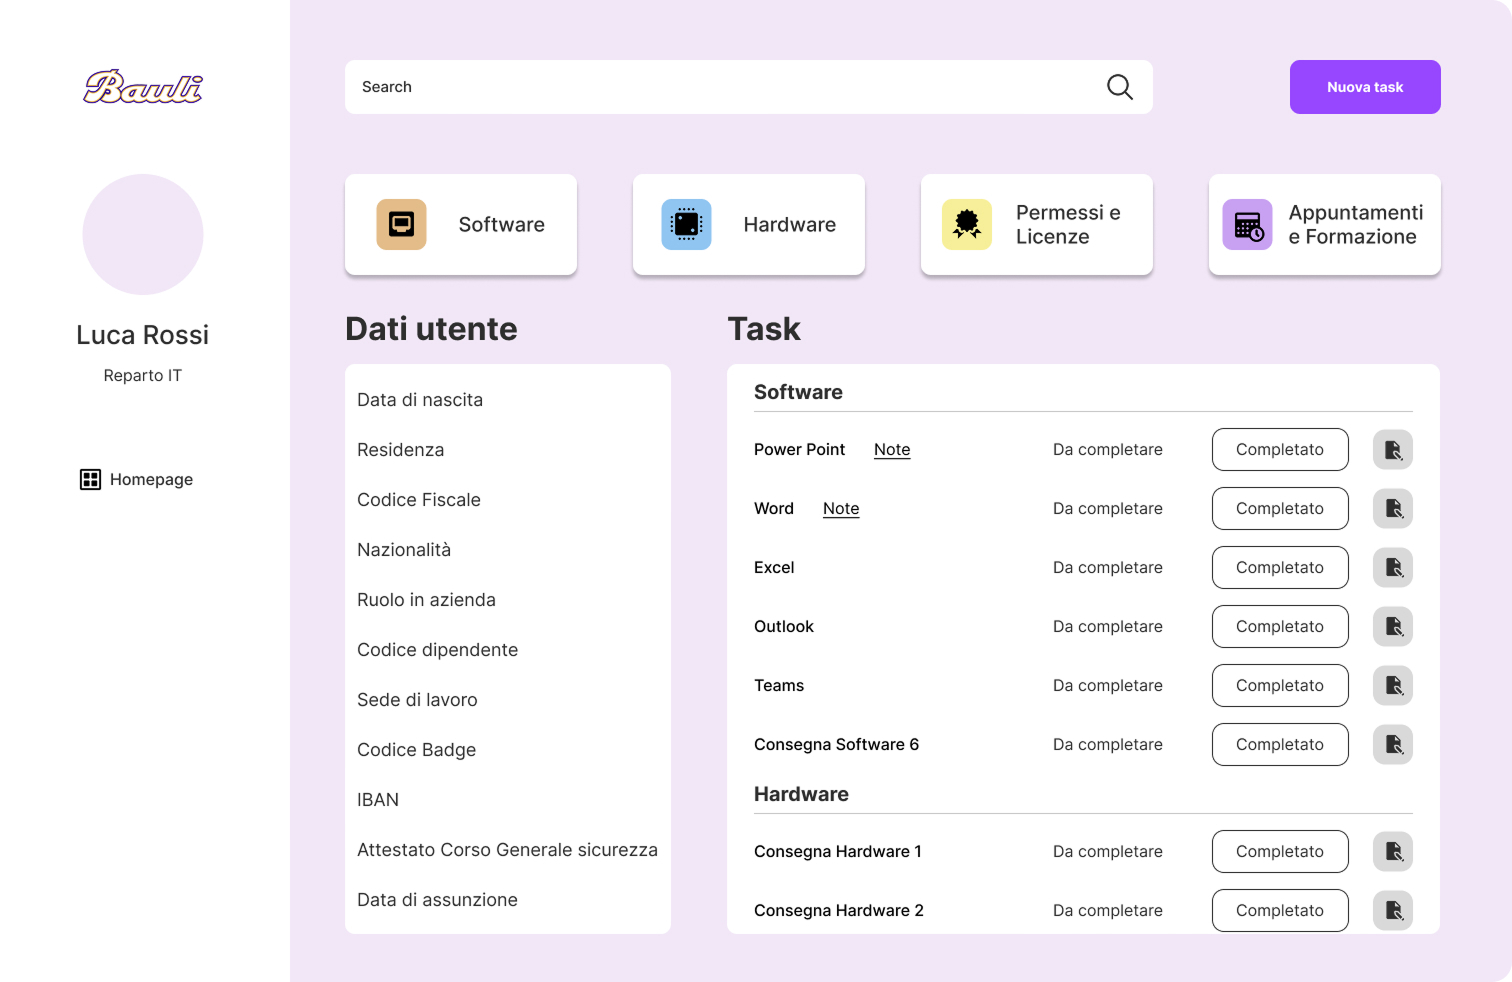 Bauli
Luca Rossi
Reparto IT
Homepage
Search
Nuova task
Software
Hardware
Permessi e
Licenze
Appuntamenti
e Formazione
Dati utente
Data di nascita
Residenza
Codice Fiscale
Nazionalità
Ruolo in azienda
Codice dipendente
Sede di lavoro
Codice Badge
IBAN
Attestato Corso Generale sicurezza
Data di assunzione
Task
Software
Power Point Note Da completare Completato
Word Note Da completare Completato
Excel Da completare Completato
Outlook Da completare Completato
Teams Da completare Completato
Consegna Software 6 Da completare Completato
Hardware
Consegna Hardware 1 Da completare Completato
Consegna Hardware 2 Da completare Completato